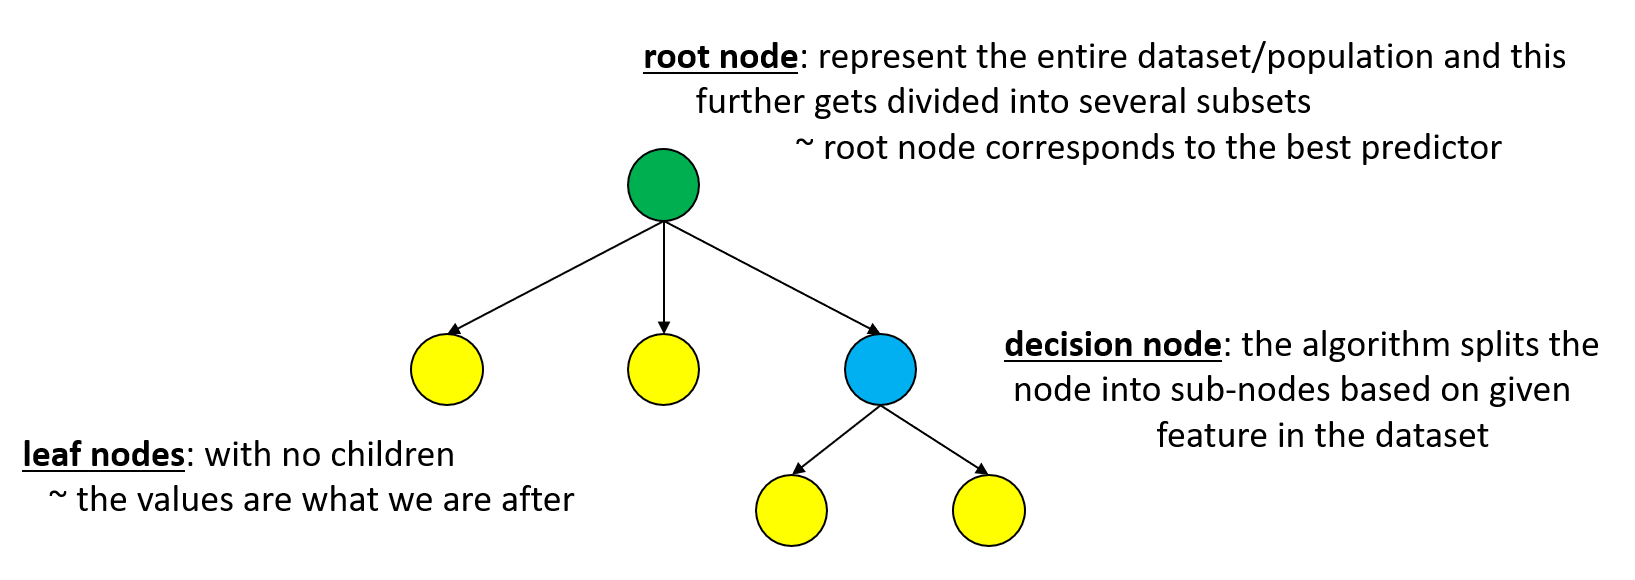 root node: represent the entire dataset/population and this
further gets divided into several subsets
~ root node corresponds to the best predictor
decision node: the algorithm splits the
node into sub-nodes based on given
feature in the dataset
leaf nodes: with no children
~ the values are what we are after